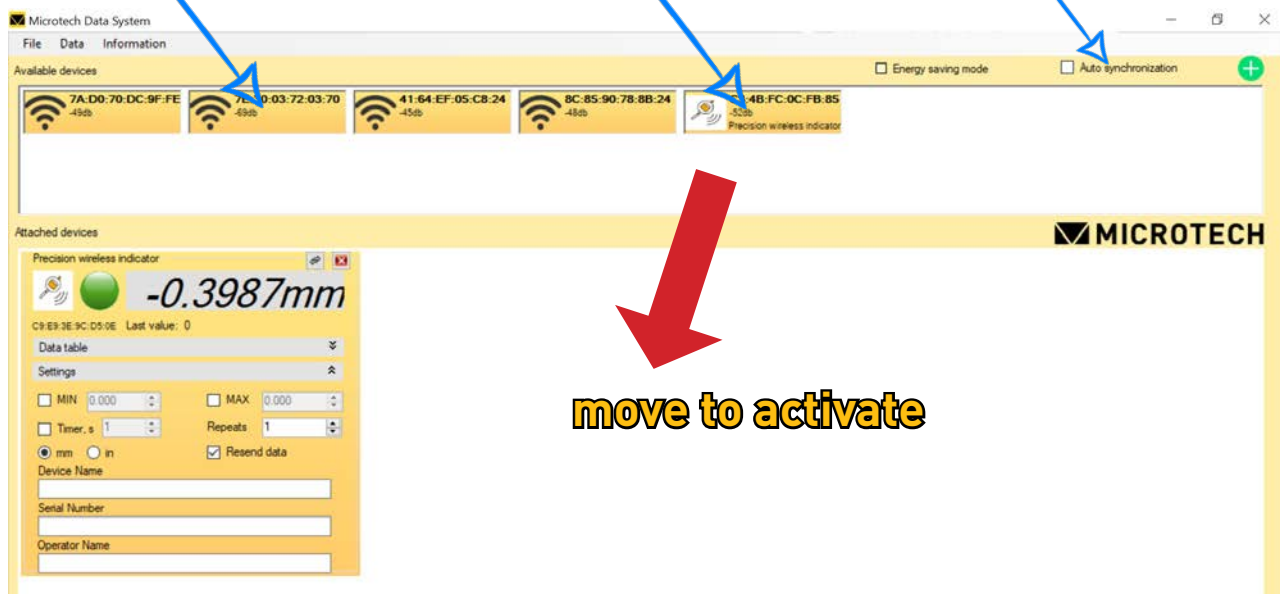 Microtech Data System
File Data Information
Available devices
Energy saving mode
Auto synchronization
7A:D0:70:DC:9F:FE
-49db
-69db
41:64:EF:05:C8:24
-45db
8C:85:90:78:8B:24
-48db
-52db
Precision wireless indicator
Attached devices
MICROTECH
Precision wireless indicator
-0.3987mm
C9:E9:3E:9C:D5:0E Last value: 0
Data table
Settings
MIN 0.000 MAX 0.000
Timer, s 1 Repeats 1
mm in Resend data
Device Name
Serial Number
Operator Name
move to activate